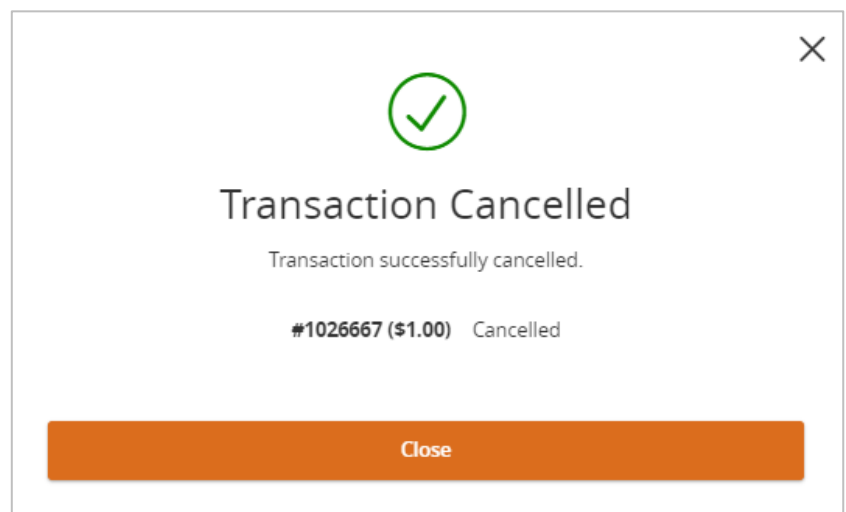 Transaction Cancelled
Transaction successfully cancelled.
#1026667 ($1.00) Cancelled
Close